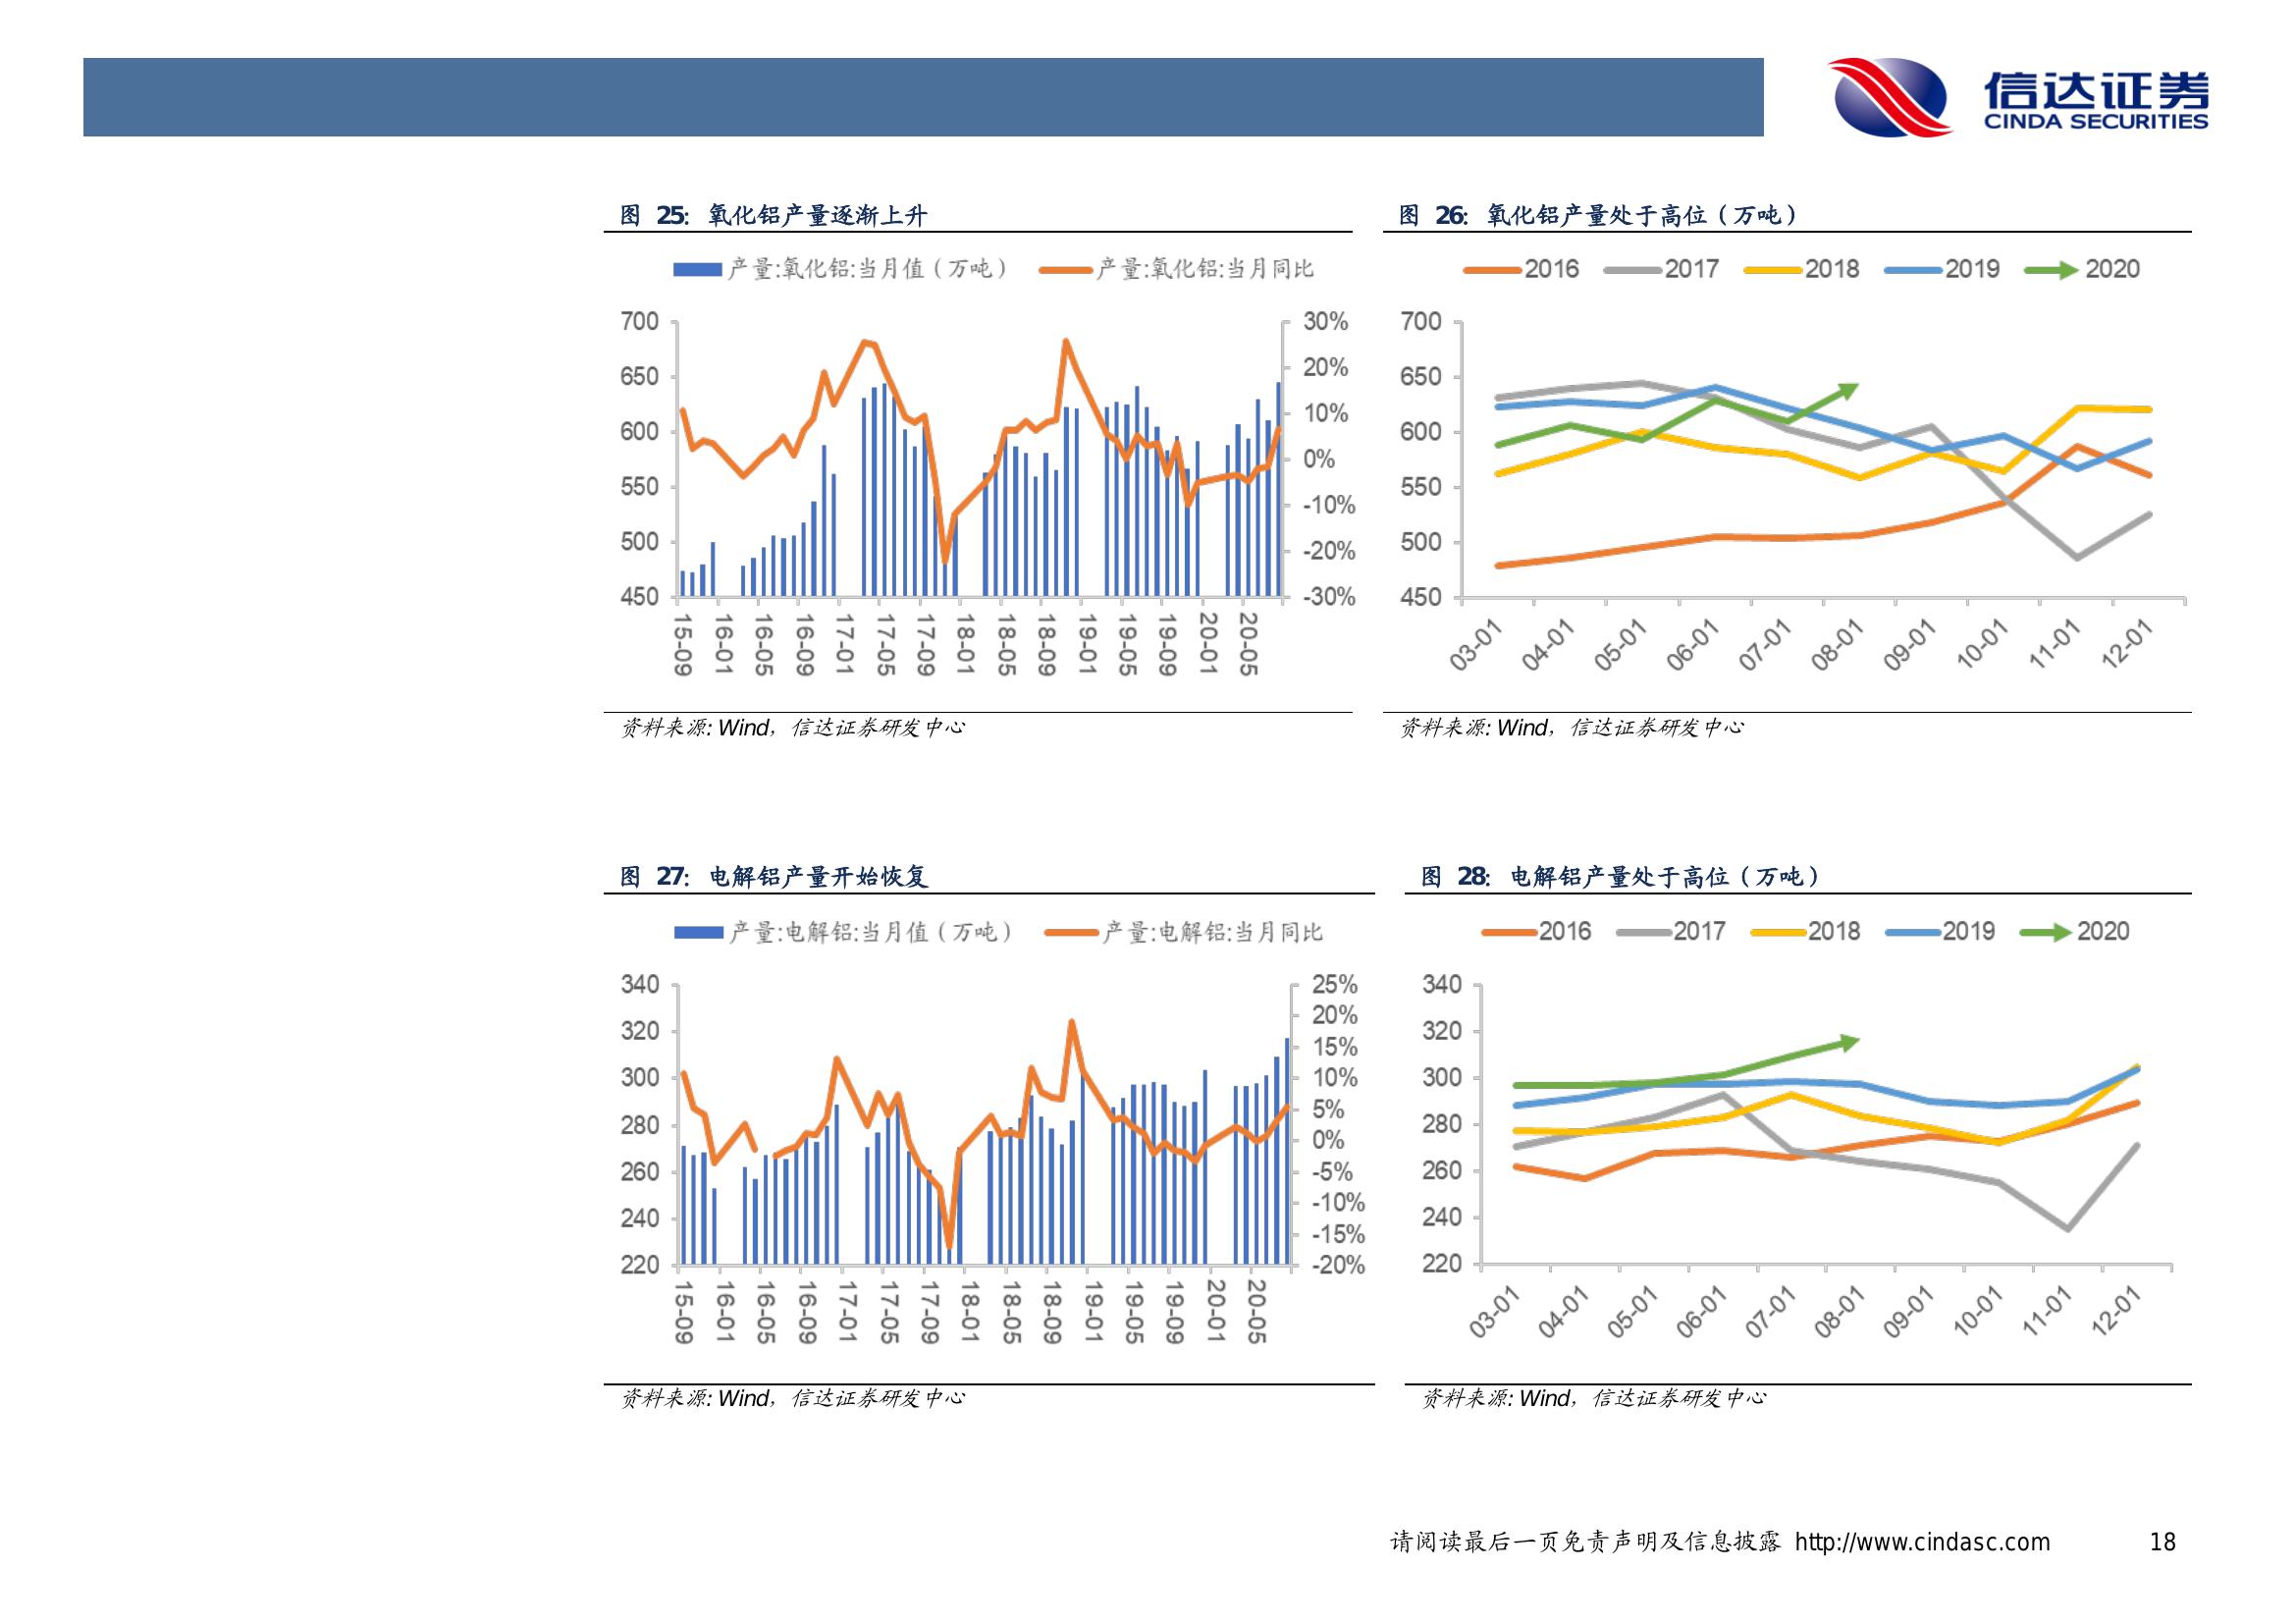 信达证券
CINDA SECURITIES
图 25: 氧化铝产量逐渐上升
产量:氧化铝:当月值（万吨） 产量:氧化铝:当月同比
700 650 600 550 500 450
30% 20% 10% 0% -10% -20% -30%
15-09 16-01 16-05 16-09 17-01 17-05 17-09 18-01 18-05 18-09 19-01 19-05 19-09 20-01 20-05
资料来源: Wind，信达证券研发中心
图 26: 氧化铝产量处于高位（万吨）
2016 2017 2018 2019 2020
700 650 600 550 500 450
03-01 04-01 05-01 06-01 07-01 08-01 09-01 10-01 11-01 12-01
资料来源: Wind，信达证券研发中心
图 27: 电解铝产量开始恢复
产量:电解铝:当月值（万吨） 产量:电解铝:当月同比
340 320 300 280 260 240 220
25% 20% 15% 10% 5% 0% -5% -10% -15% -20%
15-09 16-01 16-05 16-09 17-01 17-05 17-09 18-01 18-05 18-09 19-01 19-05 19-09 20-01 20-05
资料来源: Wind，信达证券研发中心
图 28: 电解铝产量处于高位（万吨）
2016 2017 2018 2019 2020
340 320 300 280 260 240 220
03-01 04-01 05-01 06-01 07-01 08-01 09-01 10-01 11-01 12-01
资料来源: Wind，信达证券研发中心
请阅读最后一页免责声明及信息披露 http://www.cindasc.com 18